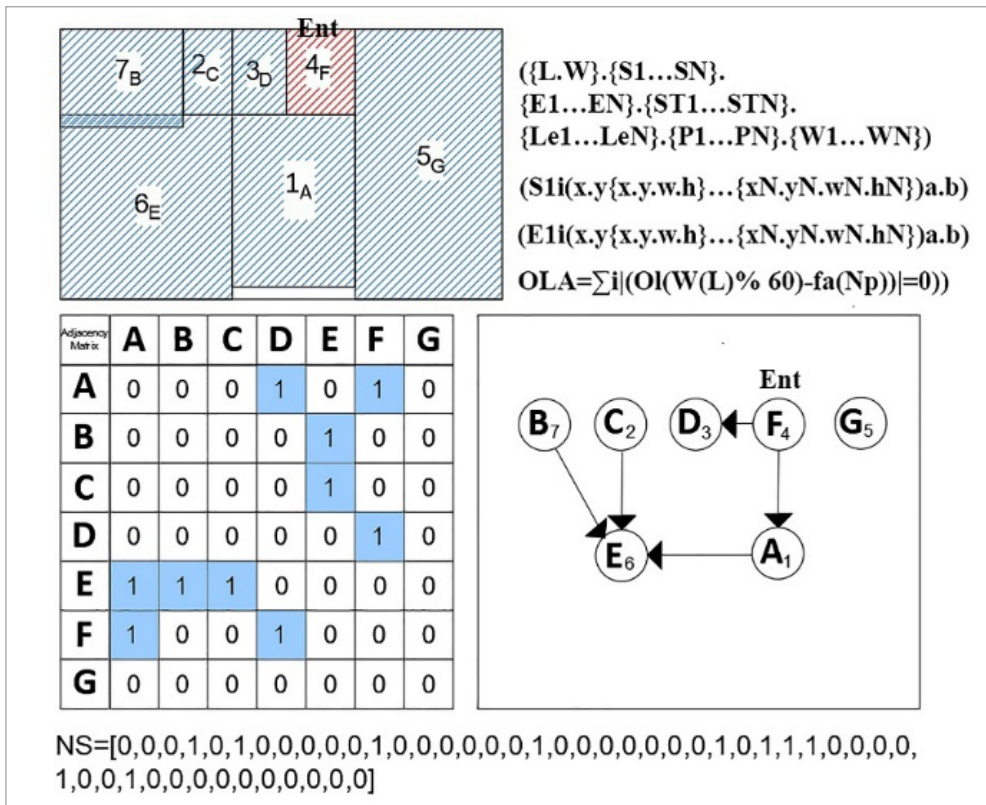 Ent
7B 2C 3D 4F
5G
1A
6E
({L.W}.{S1...SN}.
{E1...EN}.{ST1...STN}.
{Le1...LeN}.{P1...PN}.{W1...WN})
(S1i(x.y{x.y.w.h}...{xN.yN.wN.hN})a.b)
(E1i(x.y{x.y.w.h}...{xN.yN.wN.hN})a.b)
OLA=∑i|(Ol(W(L)% 60)-fa(Np))|=0))
Adjacency Matrix A B C D E F G
A 0 0 0 1 0 1 0
B 0 0 0 0 1 0 0
C 0 0 0 0 1 0 0
D 0 0 0 0 0 1 0
E 1 1 1 0 0 0 0
F 1 0 0 1 0 0 0
G 0 0 0 0 0 0 0
Ent
B7 C2 D3 F4 G5
E6 A1
NS=[0,0,0,1,0,1,0,0,0,0,0,1,0,0,0,0,0,0,1,0,0,0,0,0,0,0,1,0,1,1,1,0,0,0,0,
1,0,0,1,0,0,0,0,0,0,0,0,0,0]